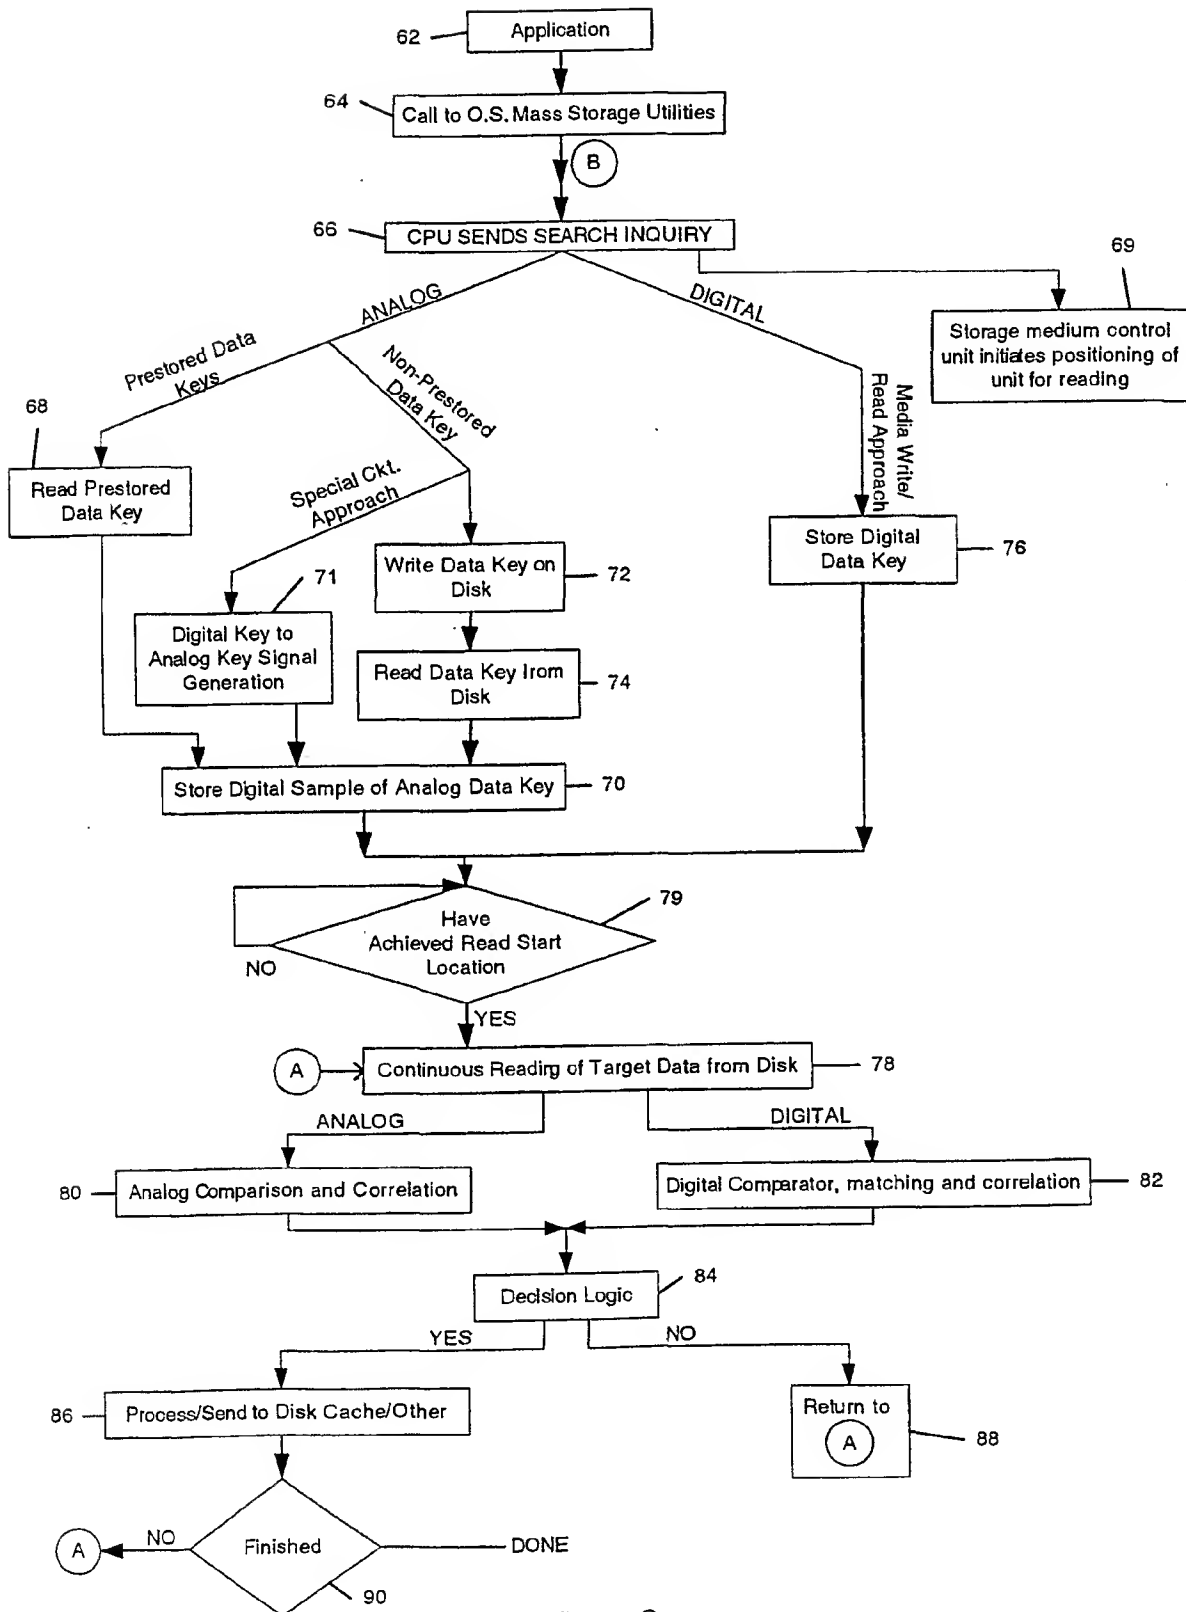 62
Application
64
Call to O.S. Mass Storage Utilities
B
66
CPU SENDS SEARCH INQUIRY
69
Storage medium control
unit initiates positioning of
unit for reading
ANALOG
DIGITAL
Prestored Data
Keys
Non-Prestored
Data Key
Media Write/
Read Approach
68
Read Prestored
Data Key
Special Ckt.
Approach
Store Digital
Data Key
76
71
Write Data Key on
Disk
72
Digital Key to
Analog Key Signal
Generation
Read Data Key from
Disk
74
Store Digital Sample of Analog Data Key
70
Have
Achieved Read Start
Location
79
NO
YES
A
Continuous Reading of Target Data from Disk
78
ANALOG
DIGITAL
80
Analog Comparison and Correlation
Digital Comparator, matching and correlation
82
Decision Logic
84
YES
NO
86
Process/Send to Disk Cache/Other
Return to
A
88
A
NO
Finished
DONE
90